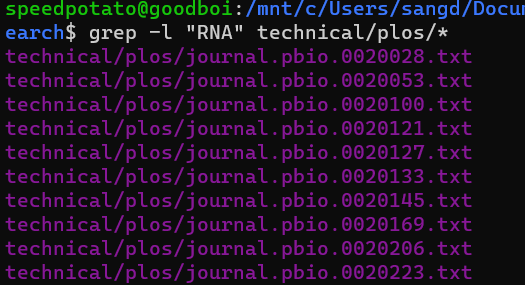 speedpotato@goodboi:/mnt/c/Users/sangd/Docu
earch$ grep -l "RNA" technical/plos/*
technical/plos/journal.pbio.0020028.txt
technical/plos/journal.pbio.0020053.txt
technical/plos/journal.pbio.0020100.txt
technical/plos/journal.pbio.0020121.txt
technical/plos/journal.pbio.0020127.txt
technical/plos/journal.pbio.0020133.txt
technical/plos/journal.pbio.0020145.txt
technical/plos/journal.pbio.0020169.txt
technical/plos/journal.pbio.0020206.txt
technical/plos/journal.pbio.0020223.txt